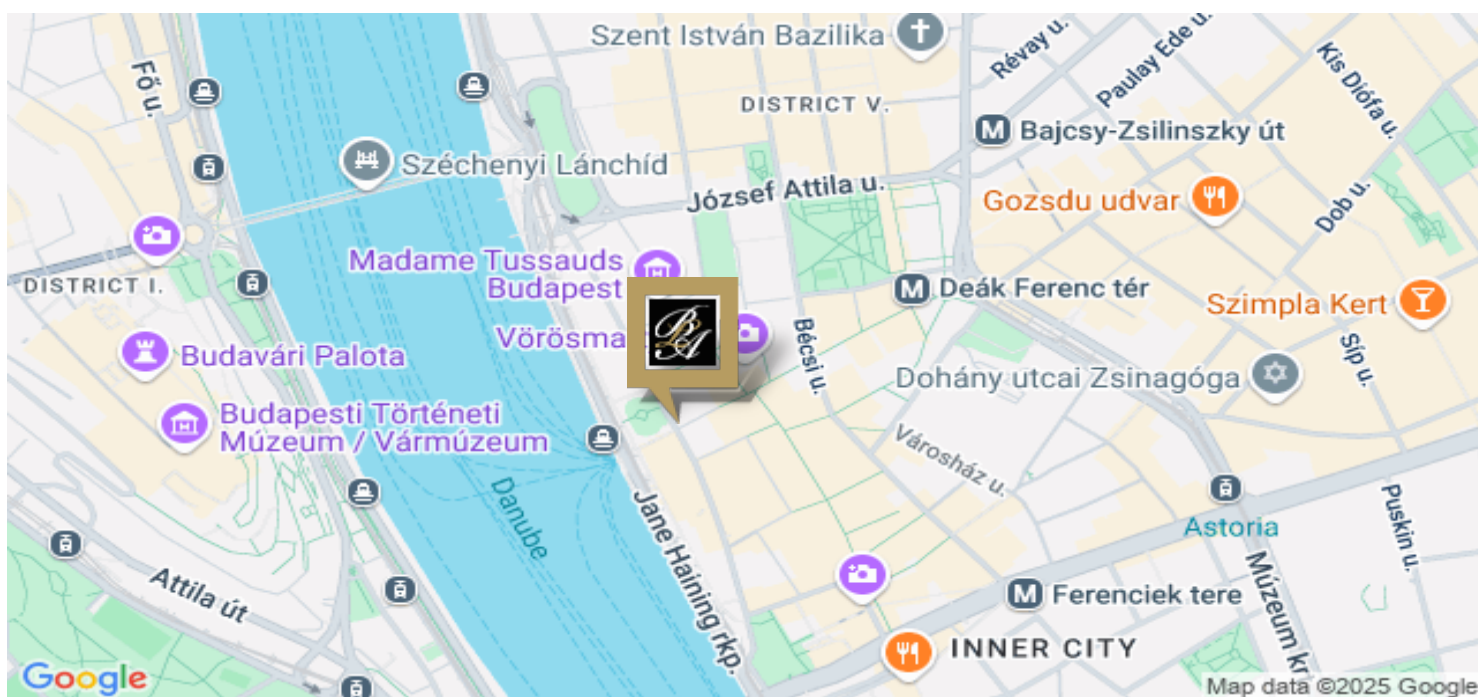 Szent István Bazilika
Révay u.
Paulay Ede u.
Kis Diófa u.
Fő u.
DISTRICT V.
M Bajcsy-Zsilinszky út
Széchenyi Lánchíd
József Attila u.
Gozsdu udvar
Dob u.
Madame Tussauds
Budapest
DISTRICT I.
M Deák Ferenc tér
Szimpla Kert
Vörösma
Bécsi u.
Síp u.
Budavári Palota
Dohány utcai Zsinagóga
Budapesti Történeti
Múzeum / Vármúzeum
Városház u.
Danube
Jane Haining rkp.
Puskin u.
Astoria
Attila út
M Ferenciek tere
Múzeum kr
INNER CITY
Google
Map data ©2025 Google